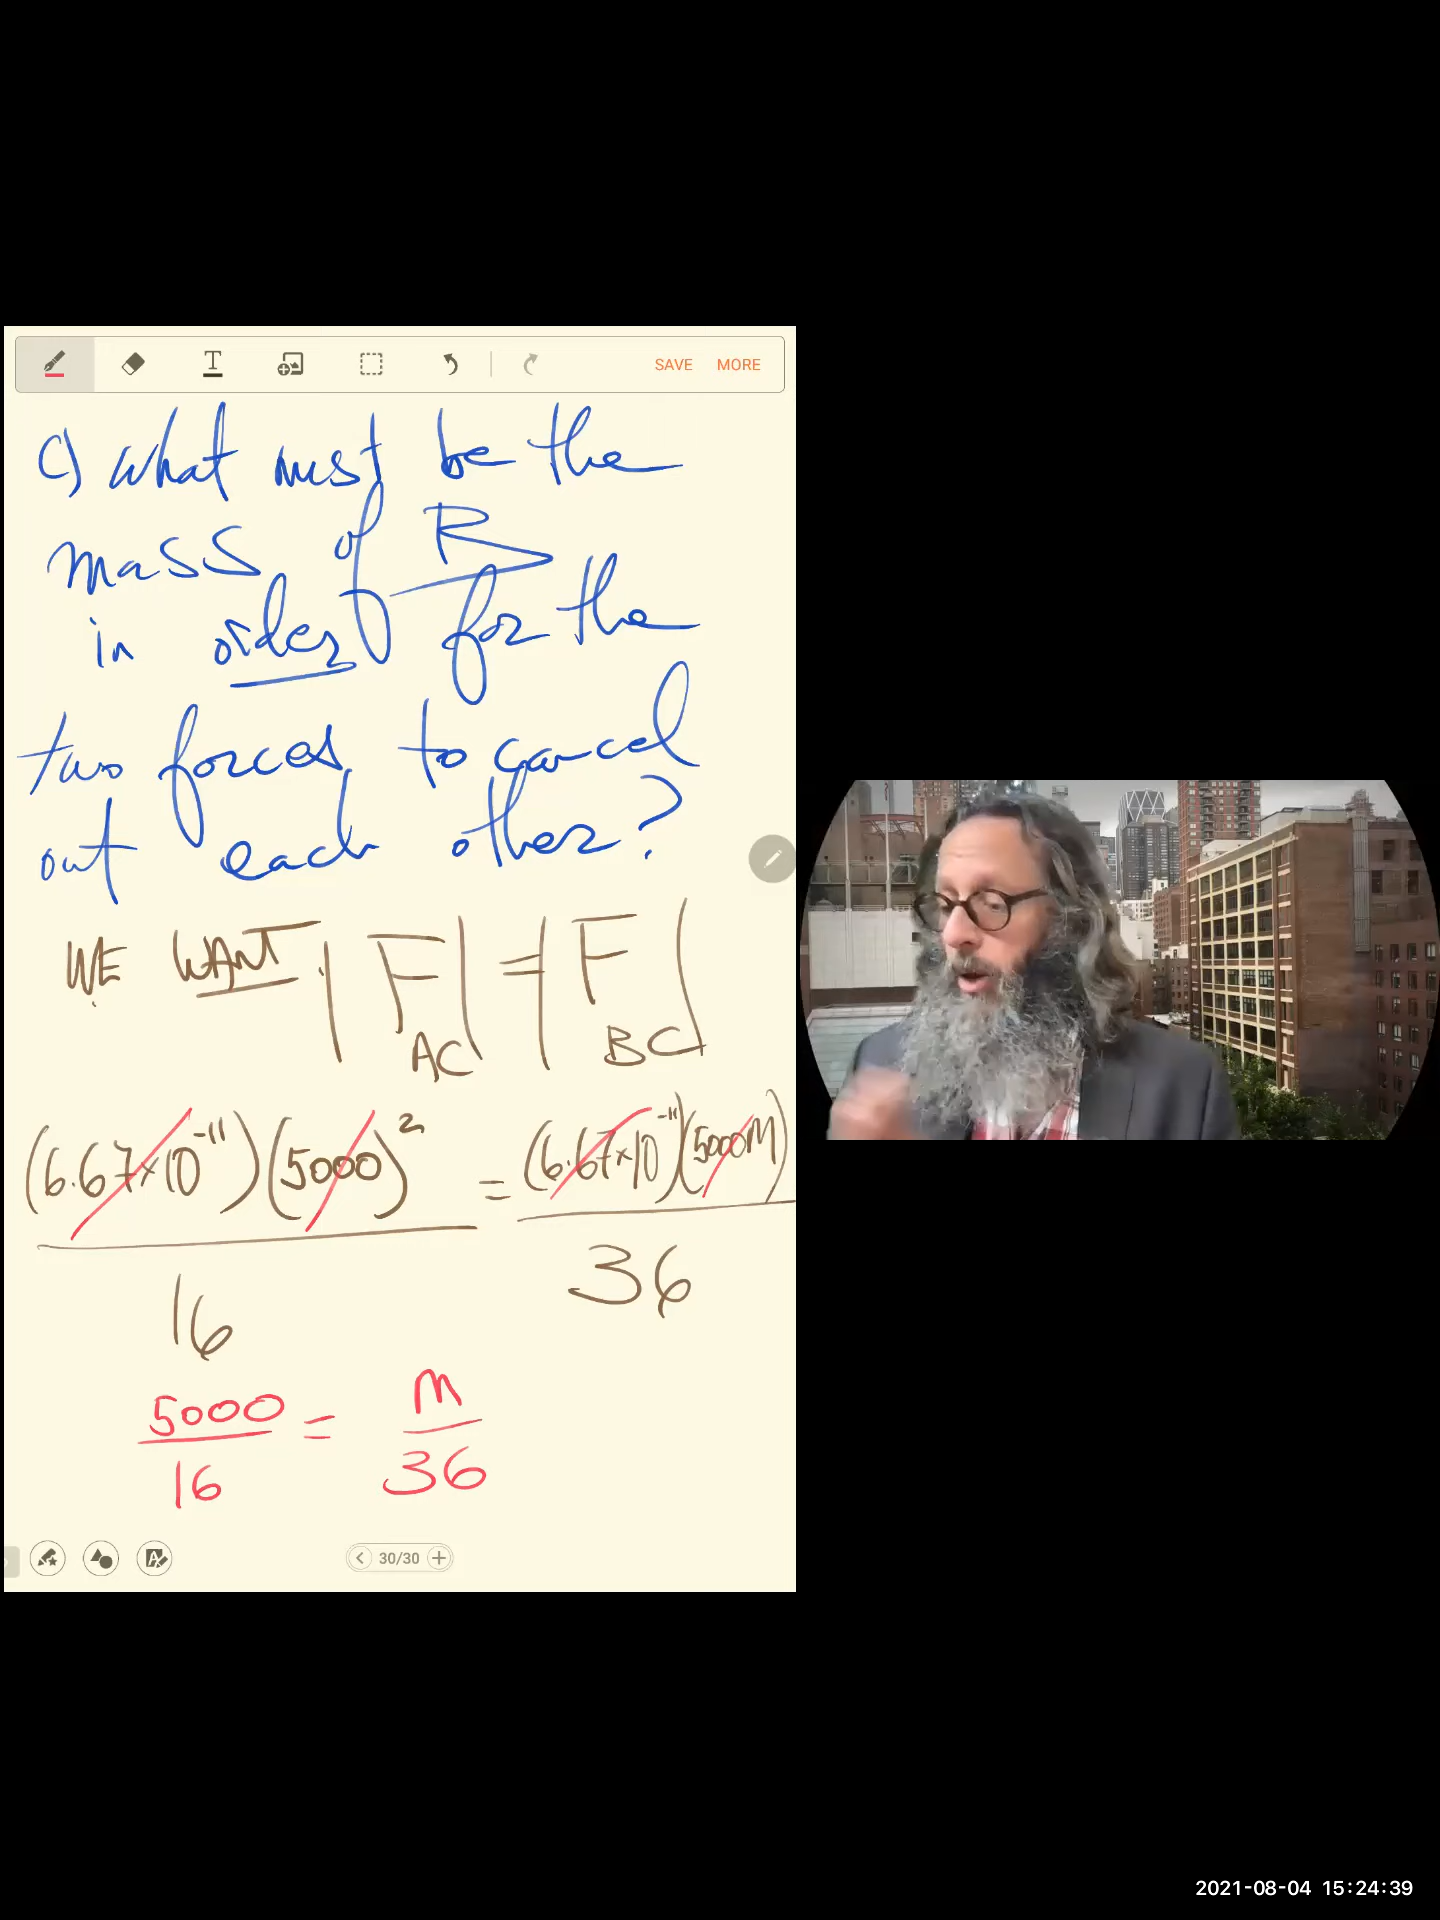 SAVE MORE
c) what must be the
mass of B
in order for the
two forces to cancel
out each other?
WE WANT |F_AC| = |F_BC|
(6.67×10⁻¹¹)(5000)² = (6.67×10⁻¹¹)(5000M)
16 36
5000 = M
16 36
30/30
2021-08-04 15:24:39